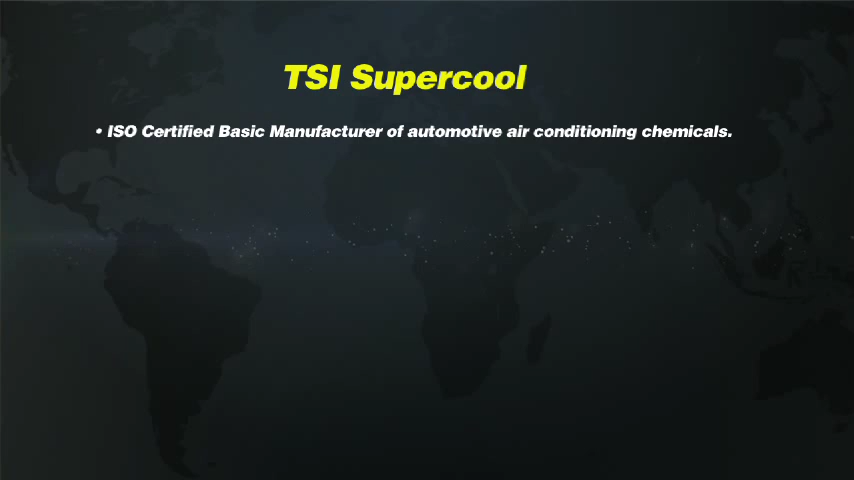 TSI Supercool
• ISO Certified Basic Manufacturer of automotive air conditioning chemicals.